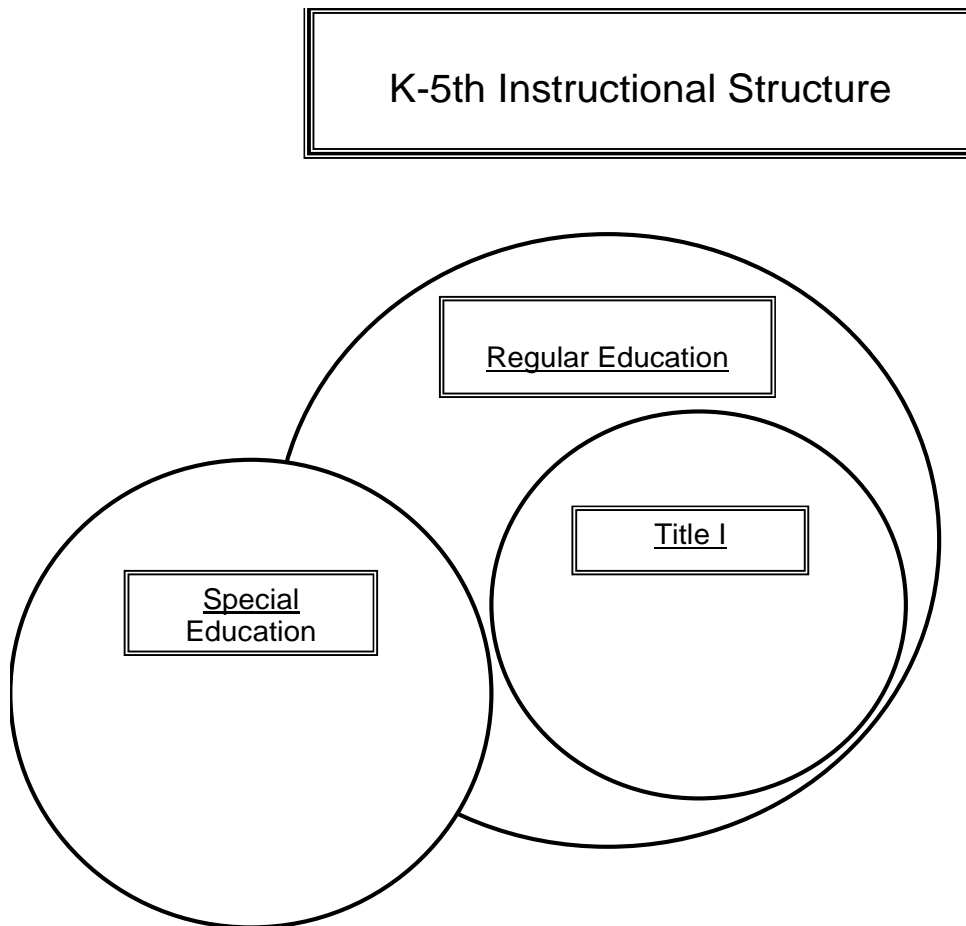 K-5th Instructional Structure
Regular Education
Title I
Special
Education